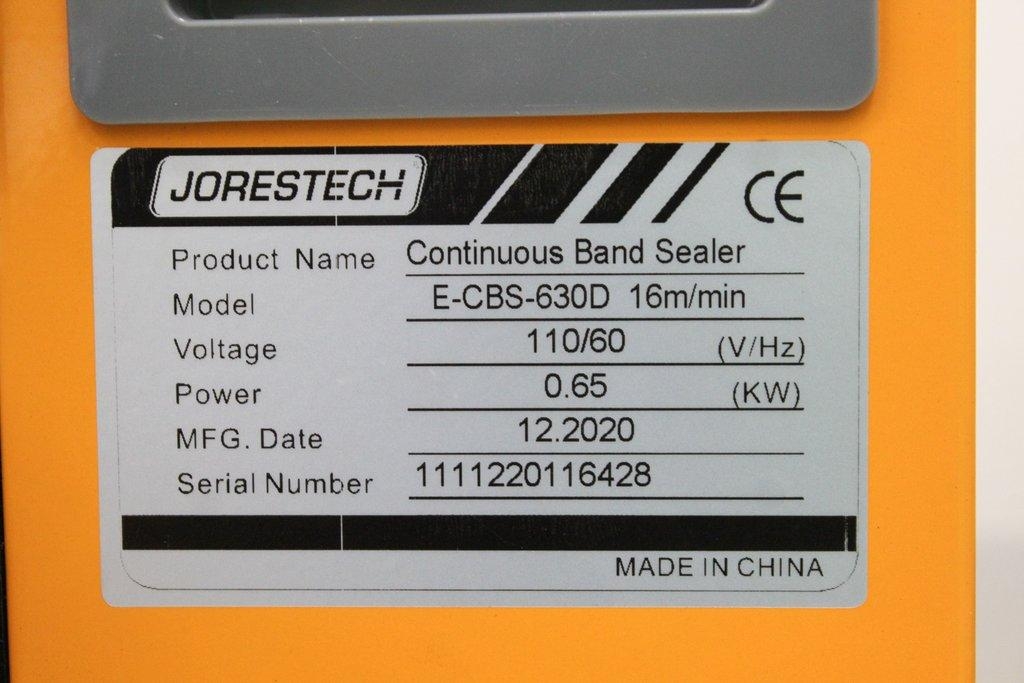 JORESTECH
CE
Product Name Continuous Band Sealer
Model E-CBS-630D 16m/min
Voltage 110/60 (V/Hz)
Power 0.65 (KW)
MFG. Date 12.2020
Serial Number 1111220116428
MADE IN CHINA